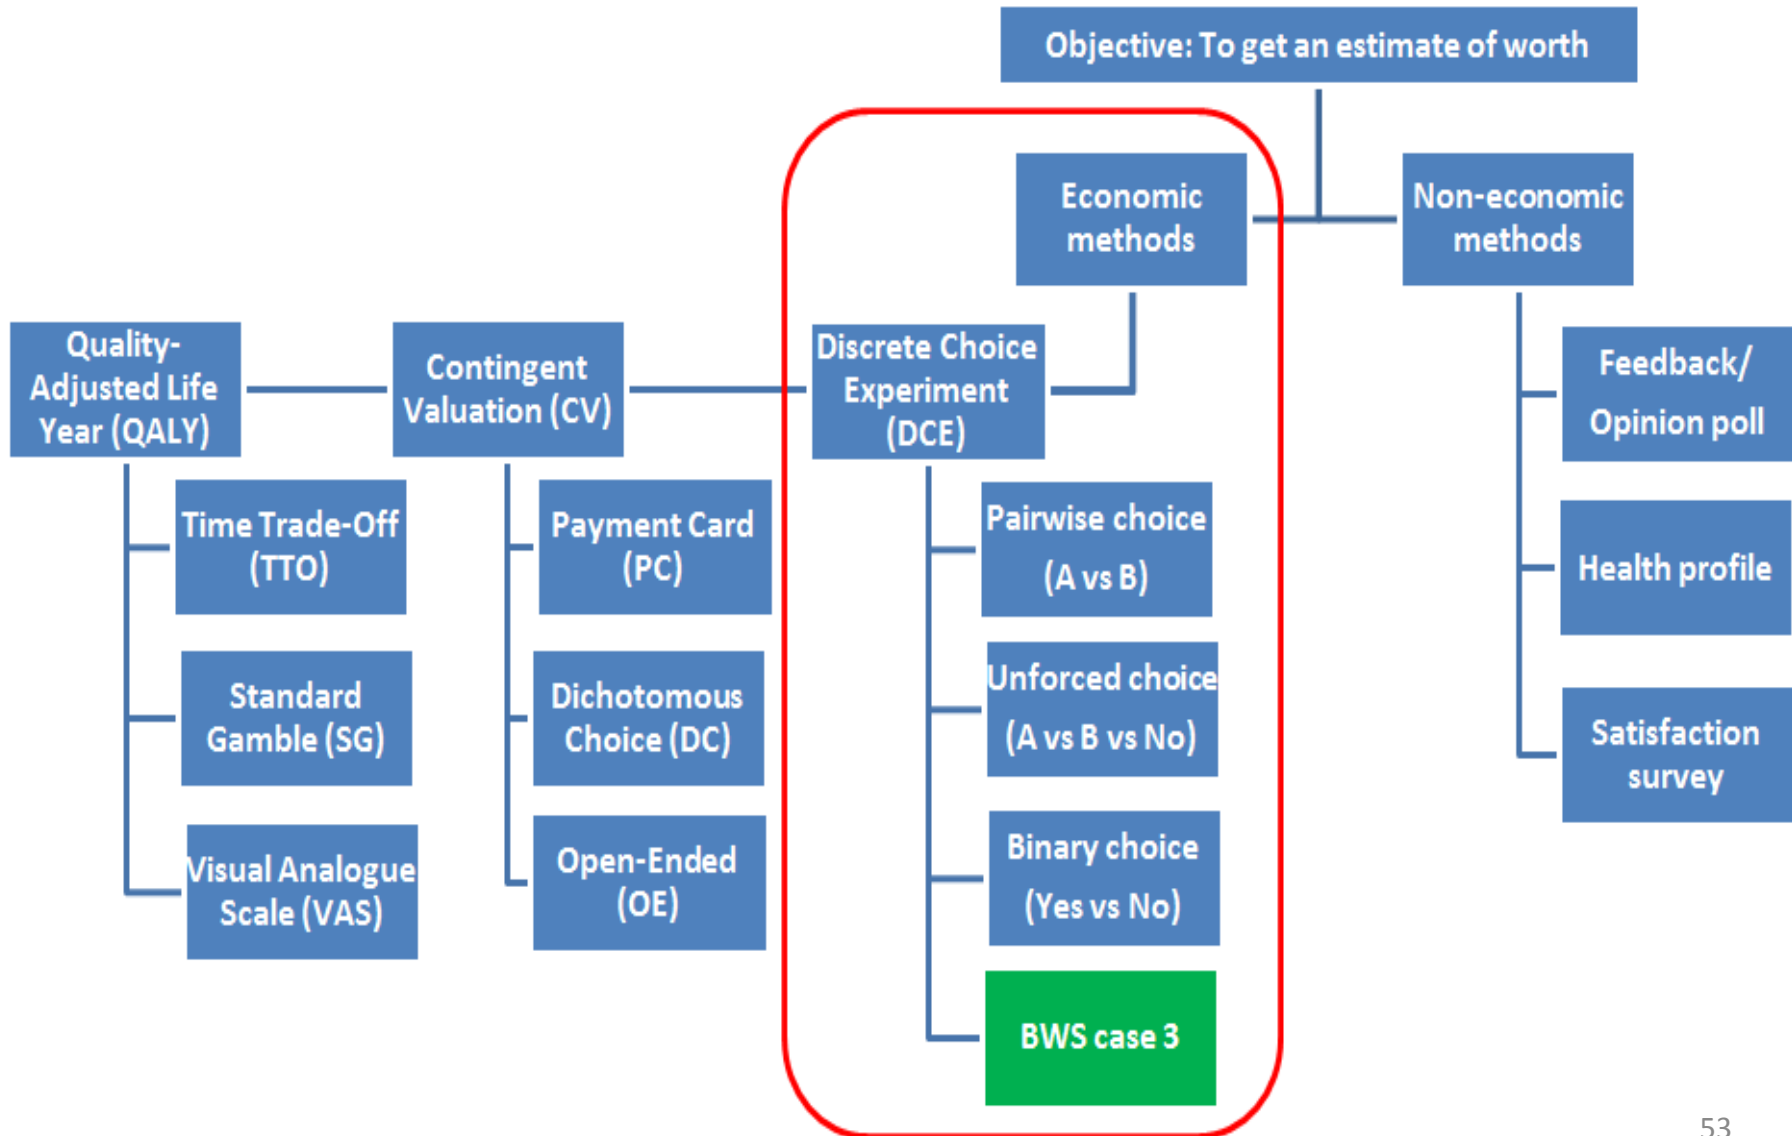 Objective: To get an estimate of worth
Economic
methods
Non-economic
methods
Quality-
Adjusted Life
Year (QALY)
Contingent
Valuation (CV)
Discrete Choice
Experiment
(DCE)
Feedback/
Opinion poll
Time Trade-Off
(TTO)
Payment Card
(PC)
Pairwise choice
(A vs B)
Health profile
Standard
Gamble (SG)
Dichotomous
Choice (DC)
Unforced choice
(A vs B vs No)
Satisfaction
survey
Visual Analogue
Scale (VAS)
Open-Ended
(OE)
Binary choice
(Yes vs No)
BWS case 3
53